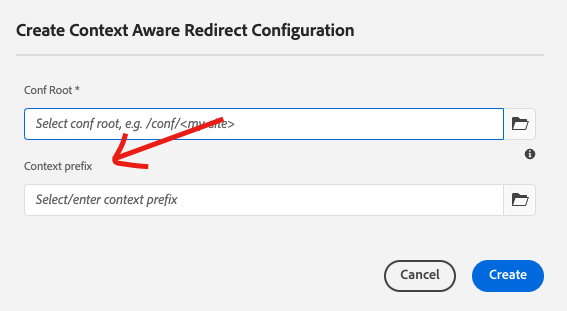 Create Context Aware Redirect Configuration
Conf Root *
Select conf root, e.g. /conf/<my-site>
Context prefix
Select/enter context prefix
Cancel
Create